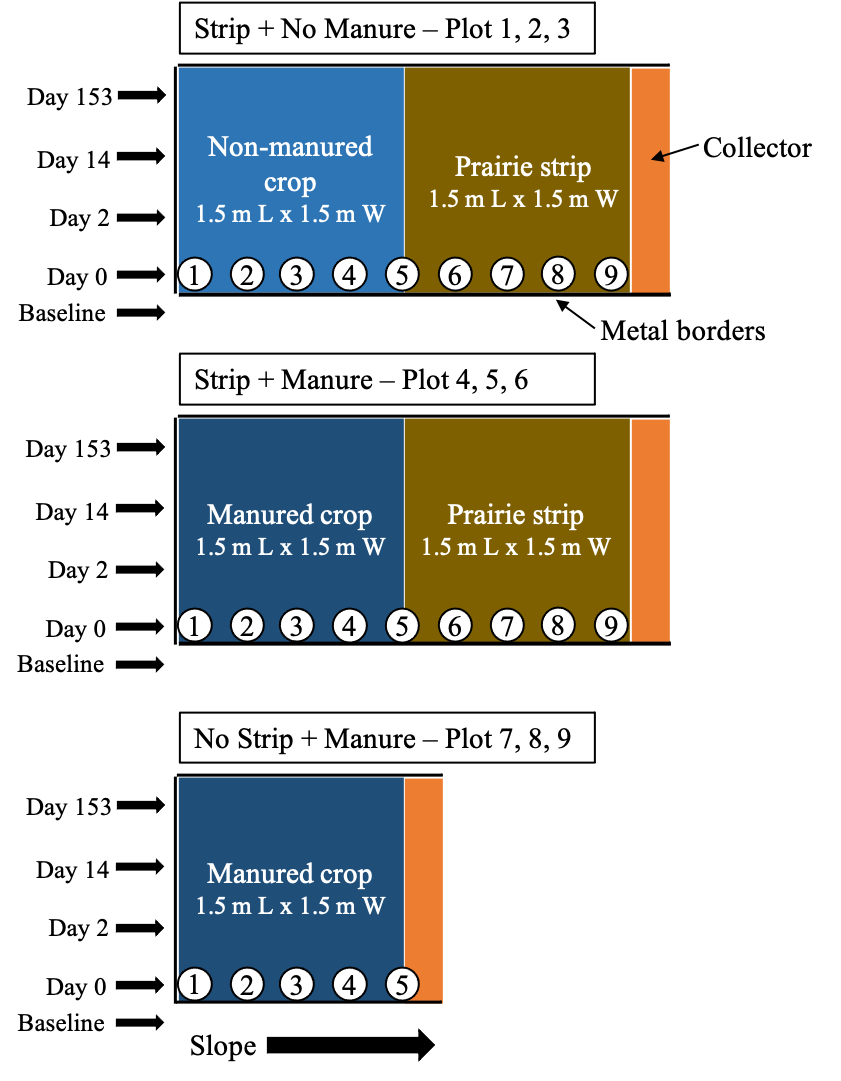 Strip + No Manure – Plot 1, 2, 3
Day 153
Day 14
Day 2
Day 0
Baseline
Non-manured
crop
1.5 m L x 1.5 m W
Prairie strip
1.5 m L x 1.5 m W
Collector
1 2 3 4 5 6 7 8 9
Metal borders
Strip + Manure – Plot 4, 5, 6
Day 153
Day 14
Day 2
Day 0
Baseline
Manured crop
1.5 m L x 1.5 m W
Prairie strip
1.5 m L x 1.5 m W
1 2 3 4 5 6 7 8 9
No Strip + Manure – Plot 7, 8, 9
Day 153
Day 14
Day 2
Day 0
Baseline
Manured crop
1.5 m L x 1.5 m W
1 2 3 4 5
Slope